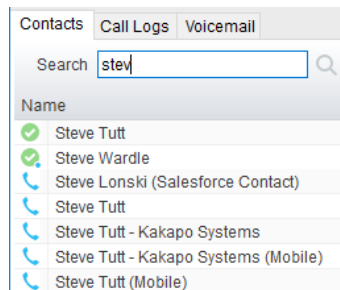 Contacts Call Logs Voicemail
Search stev
Name
Steve Tutt
Steve Wardle
Steve Lonski (Salesforce Contact)
Steve Tutt
Steve Tutt - Kakapo Systems
Steve Tutt - Kakapo Systems (Mobile)
Steve Tutt (Mobile)